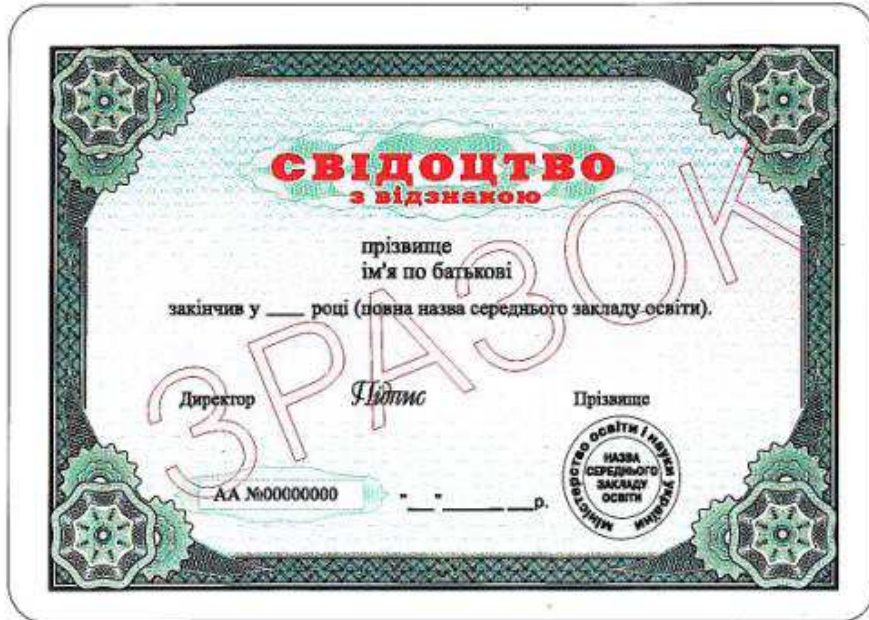 СВІДОЦТВО
з відзнакою
прізвище
ім'я по батькові
закінчив у ___ році (повна назва середнього закладу освіти).
ЗРАЗОК
Директор Підпис Прізвище
Міністерство освіти і науки україни
НАЗВА
СЕРЕДНЬОГО
ЗАКЛАДУ
ОСВІТИ
АА №00000000 "__" ______ ___р.